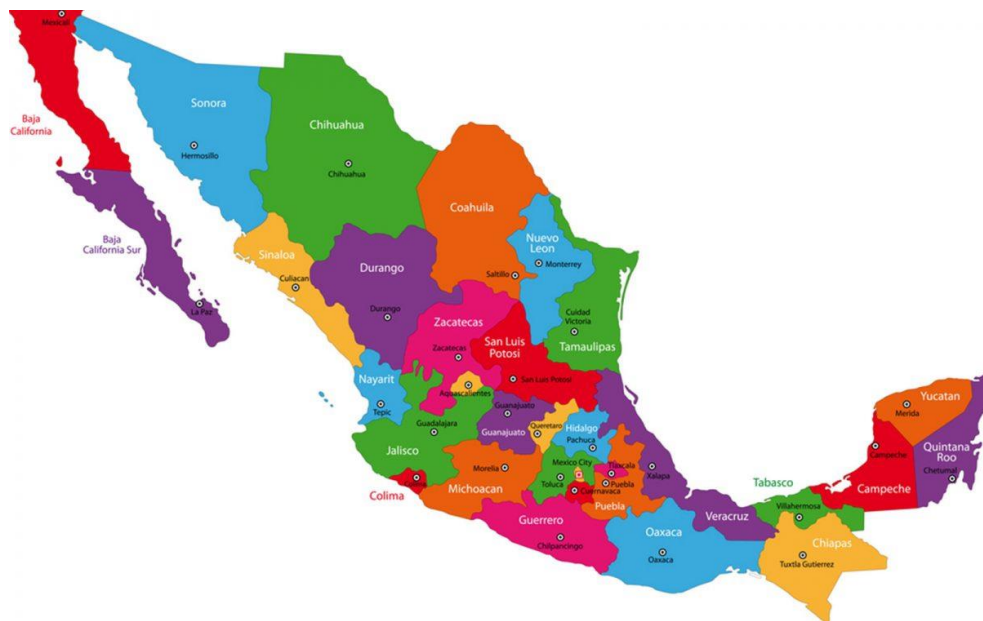 Mexicali
Baja
California
Sonora
Hermosillo
Chihuahua
Chihuahua
Coahuila
Saltillo
Nuevo
Leon
Monterrey
Baja
California Sur
La Paz
Sinaloa
Culiacan
Durango
Durango
Zacatecas
Zacatecas
San Luis
Potosi
San Luis Potosi
Cuidad
Victoria
Tamaulipas
Nayarit
Tepic
Aguascalientes
Guadalajara
Jalisco
Guanajuato
Guanajuato
Queretaro
Hidalgo
Pachuca
Colima
Colima
Morelia
Michoacan
Mexico City
Toluca
Tlaxcala
Puebla
Cuernavaca
Puebla
Xalapa
Veracruz
Guerrero
Chilpancingo
Oaxaca
Oaxaca
Tabasco
Villahermosa
Chiapas
Tuxtla Gutierrez
Campeche
Campeche
Yucatan
Merida
Quintana
Roo
Chetumal